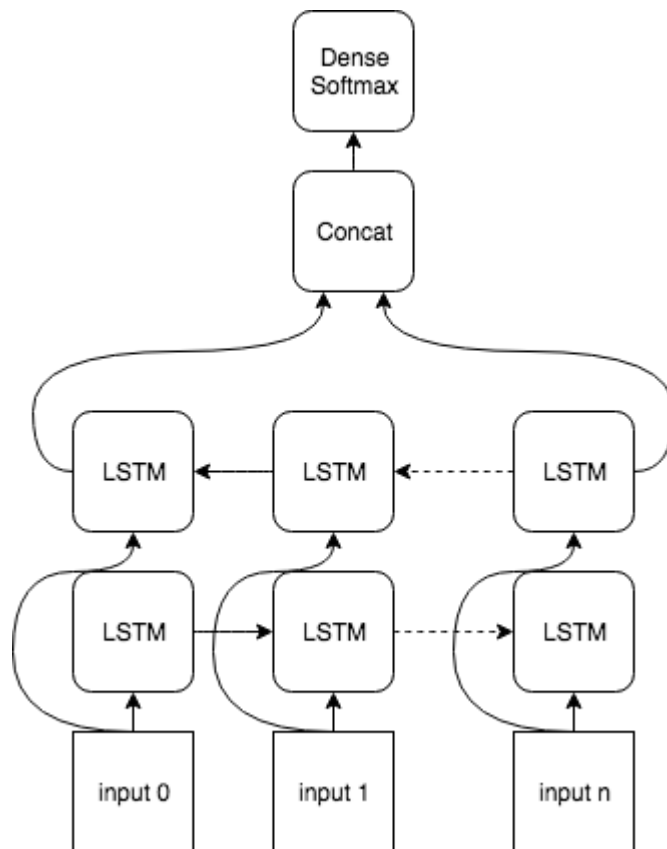 Dense
Softmax
Concat
LSTM LSTM LSTM
LSTM LSTM LSTM
input 0 input 1 input n